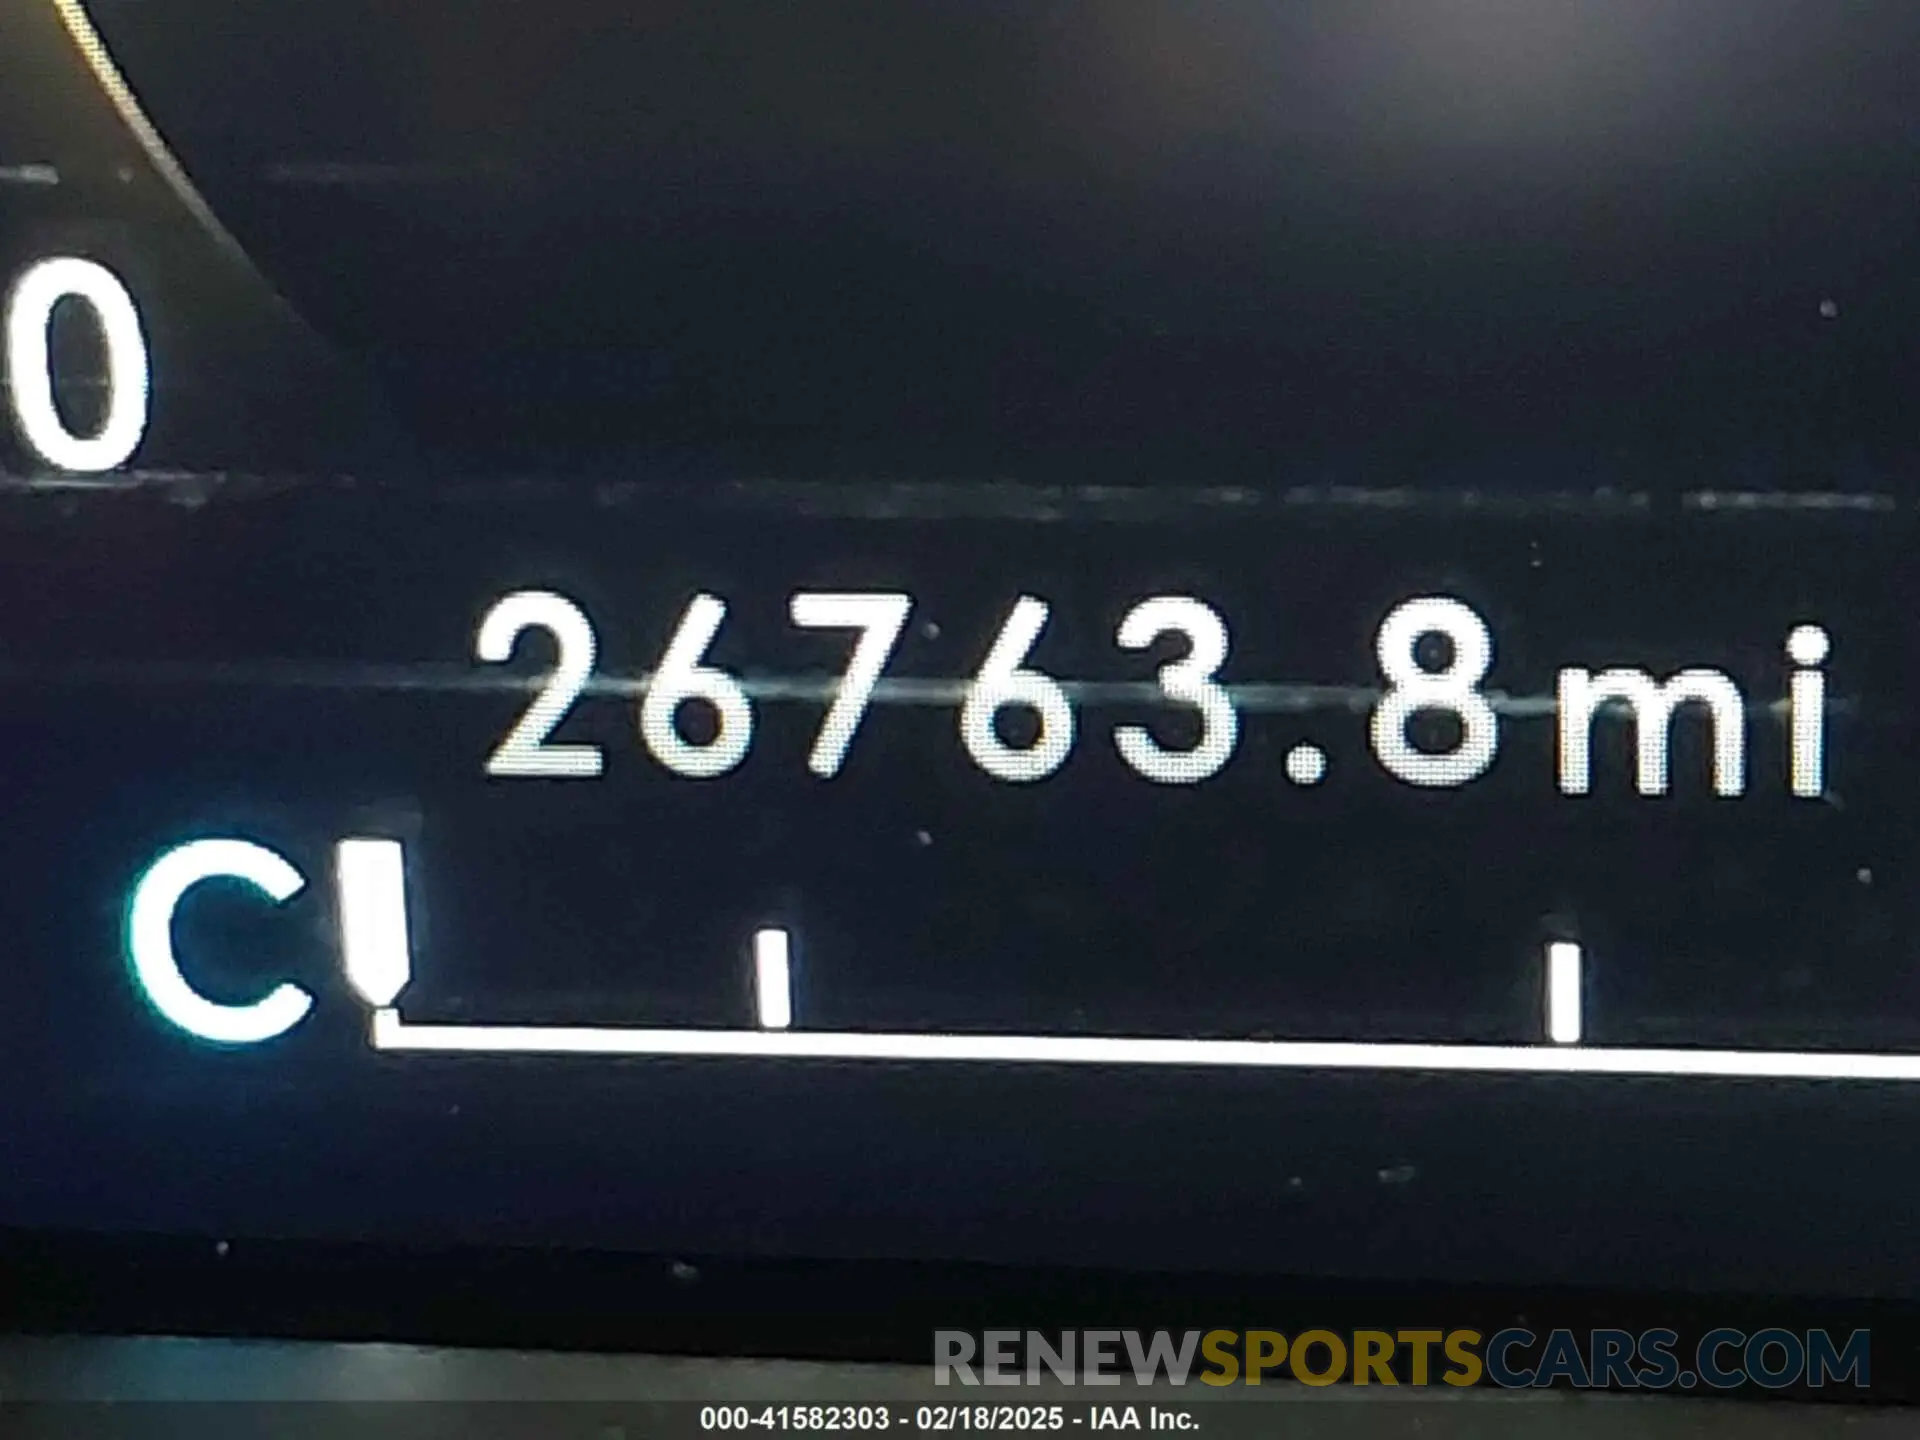 0
26763.8mi
C
RENEWSPORTSCARS.COM
000-41582303 - 02/18/2025 - IAA Inc.